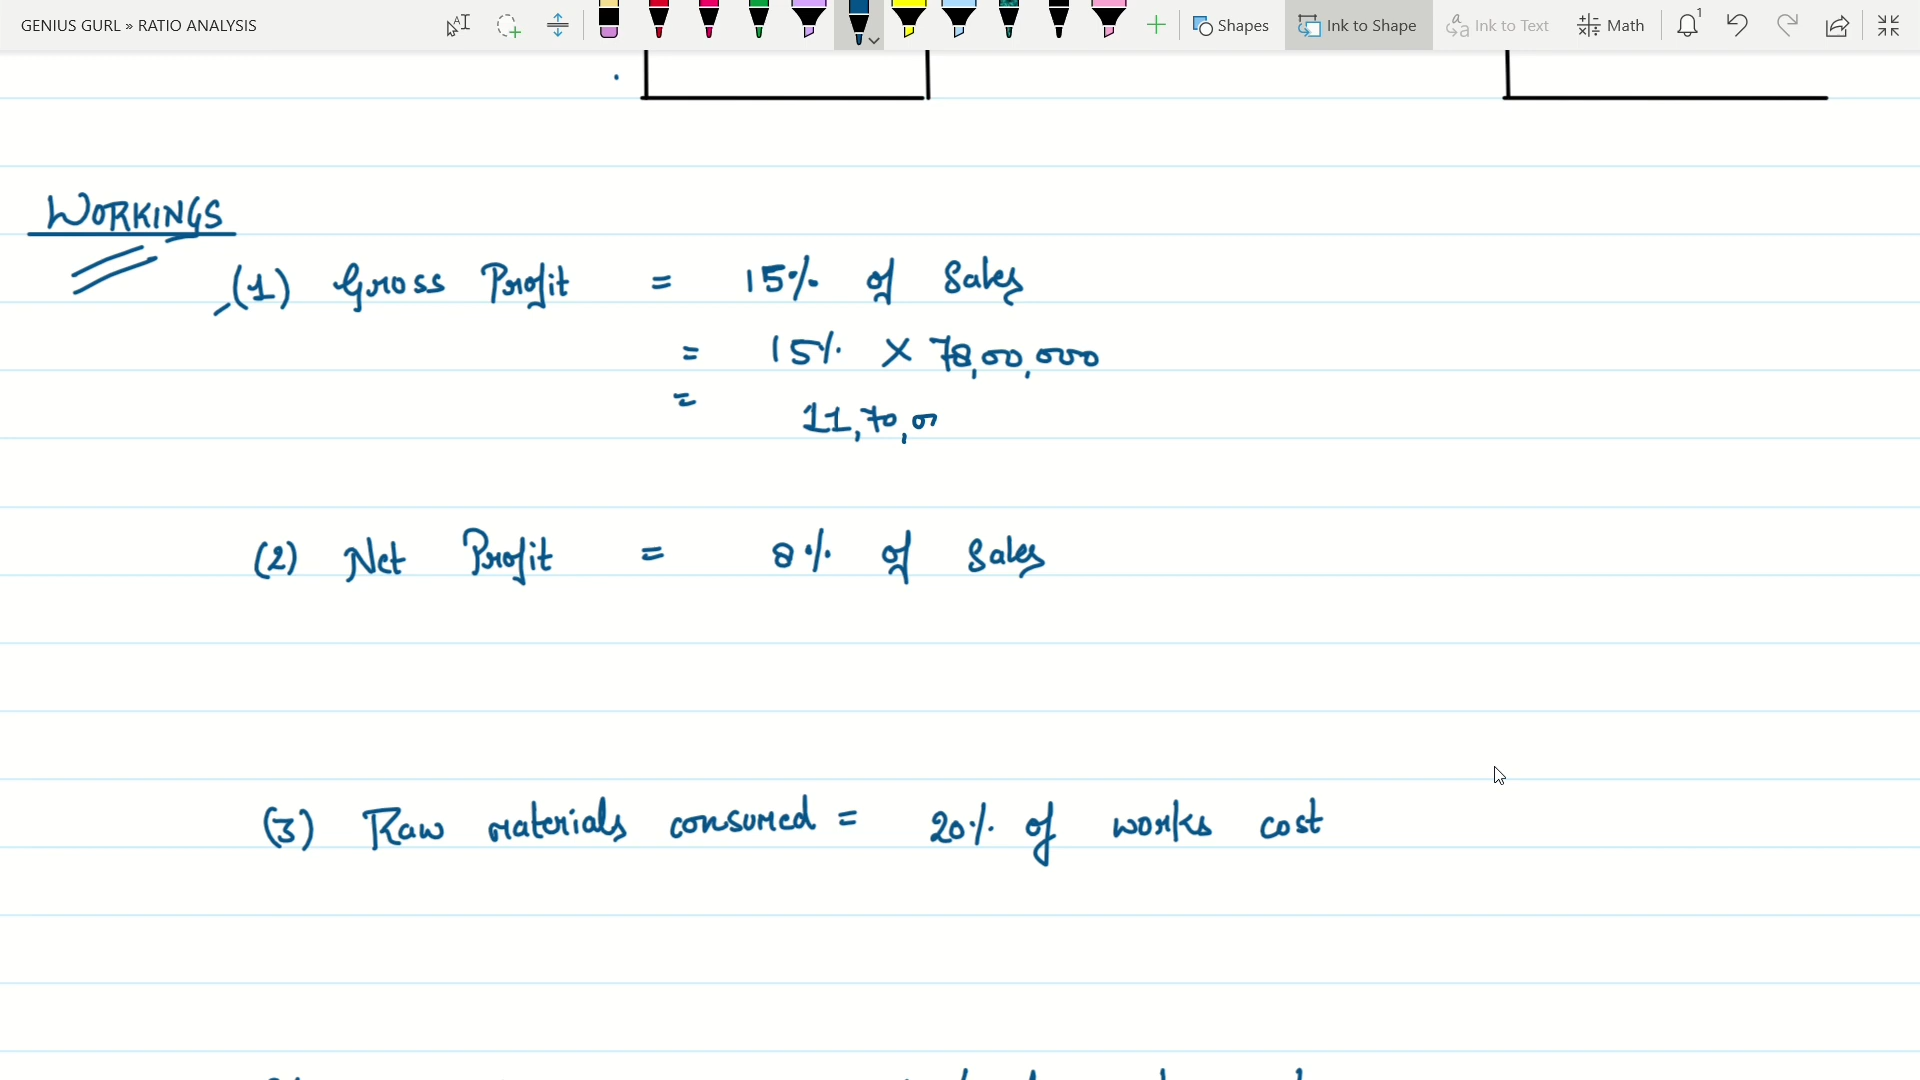 GENIUS GURL » RATIO ANALYSIS Shapes Ink to Shape Ink to Text Math 1
WORKINGS
(1) Gross Profit = 15% of Sales
= 15% × 78,00,000
= 11,70,0
(2) Net Profit = 8% of Sales
(3) Raw materials consumed = 20% of works cost